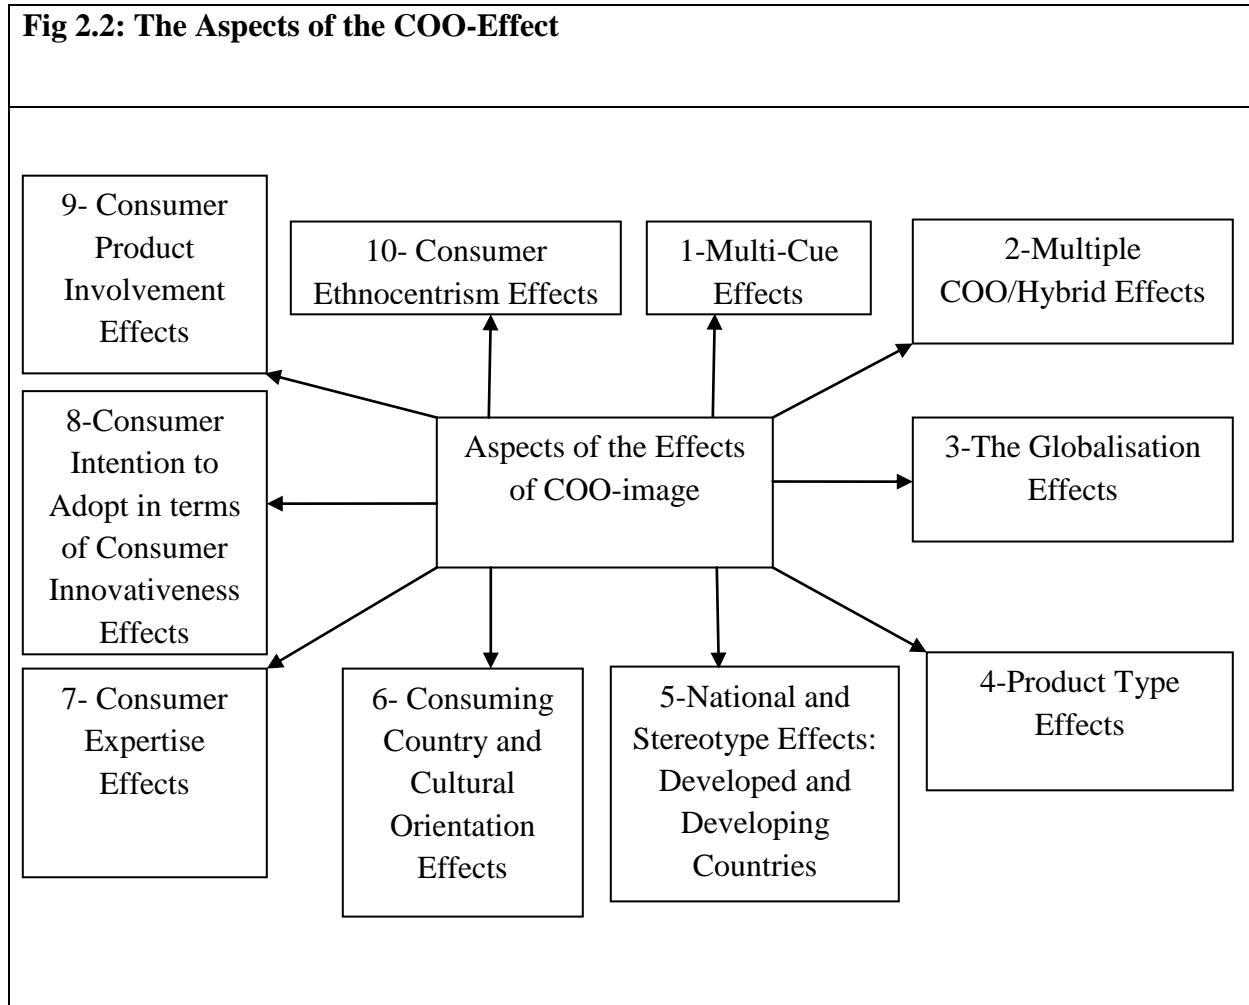 Fig 2.2: The Aspects of the COO-Effect
9- Consumer
Product
Involvement
Effects
10- Consumer
Ethnocentrism Effects
1-Multi-Cue
Effects
2-Multiple
COO/Hybrid Effects
8-Consumer
Intention to
Adopt in terms
of Consumer
Innovativeness
Effects
Aspects of the Effects
of COO-image
3-The Globalisation
Effects
7- Consumer
Expertise
Effects
6- Consuming
Country and
Cultural
Orientation
Effects
5-National and
Stereotype Effects:
Developed and
Developing
Countries
4-Product Type
Effects